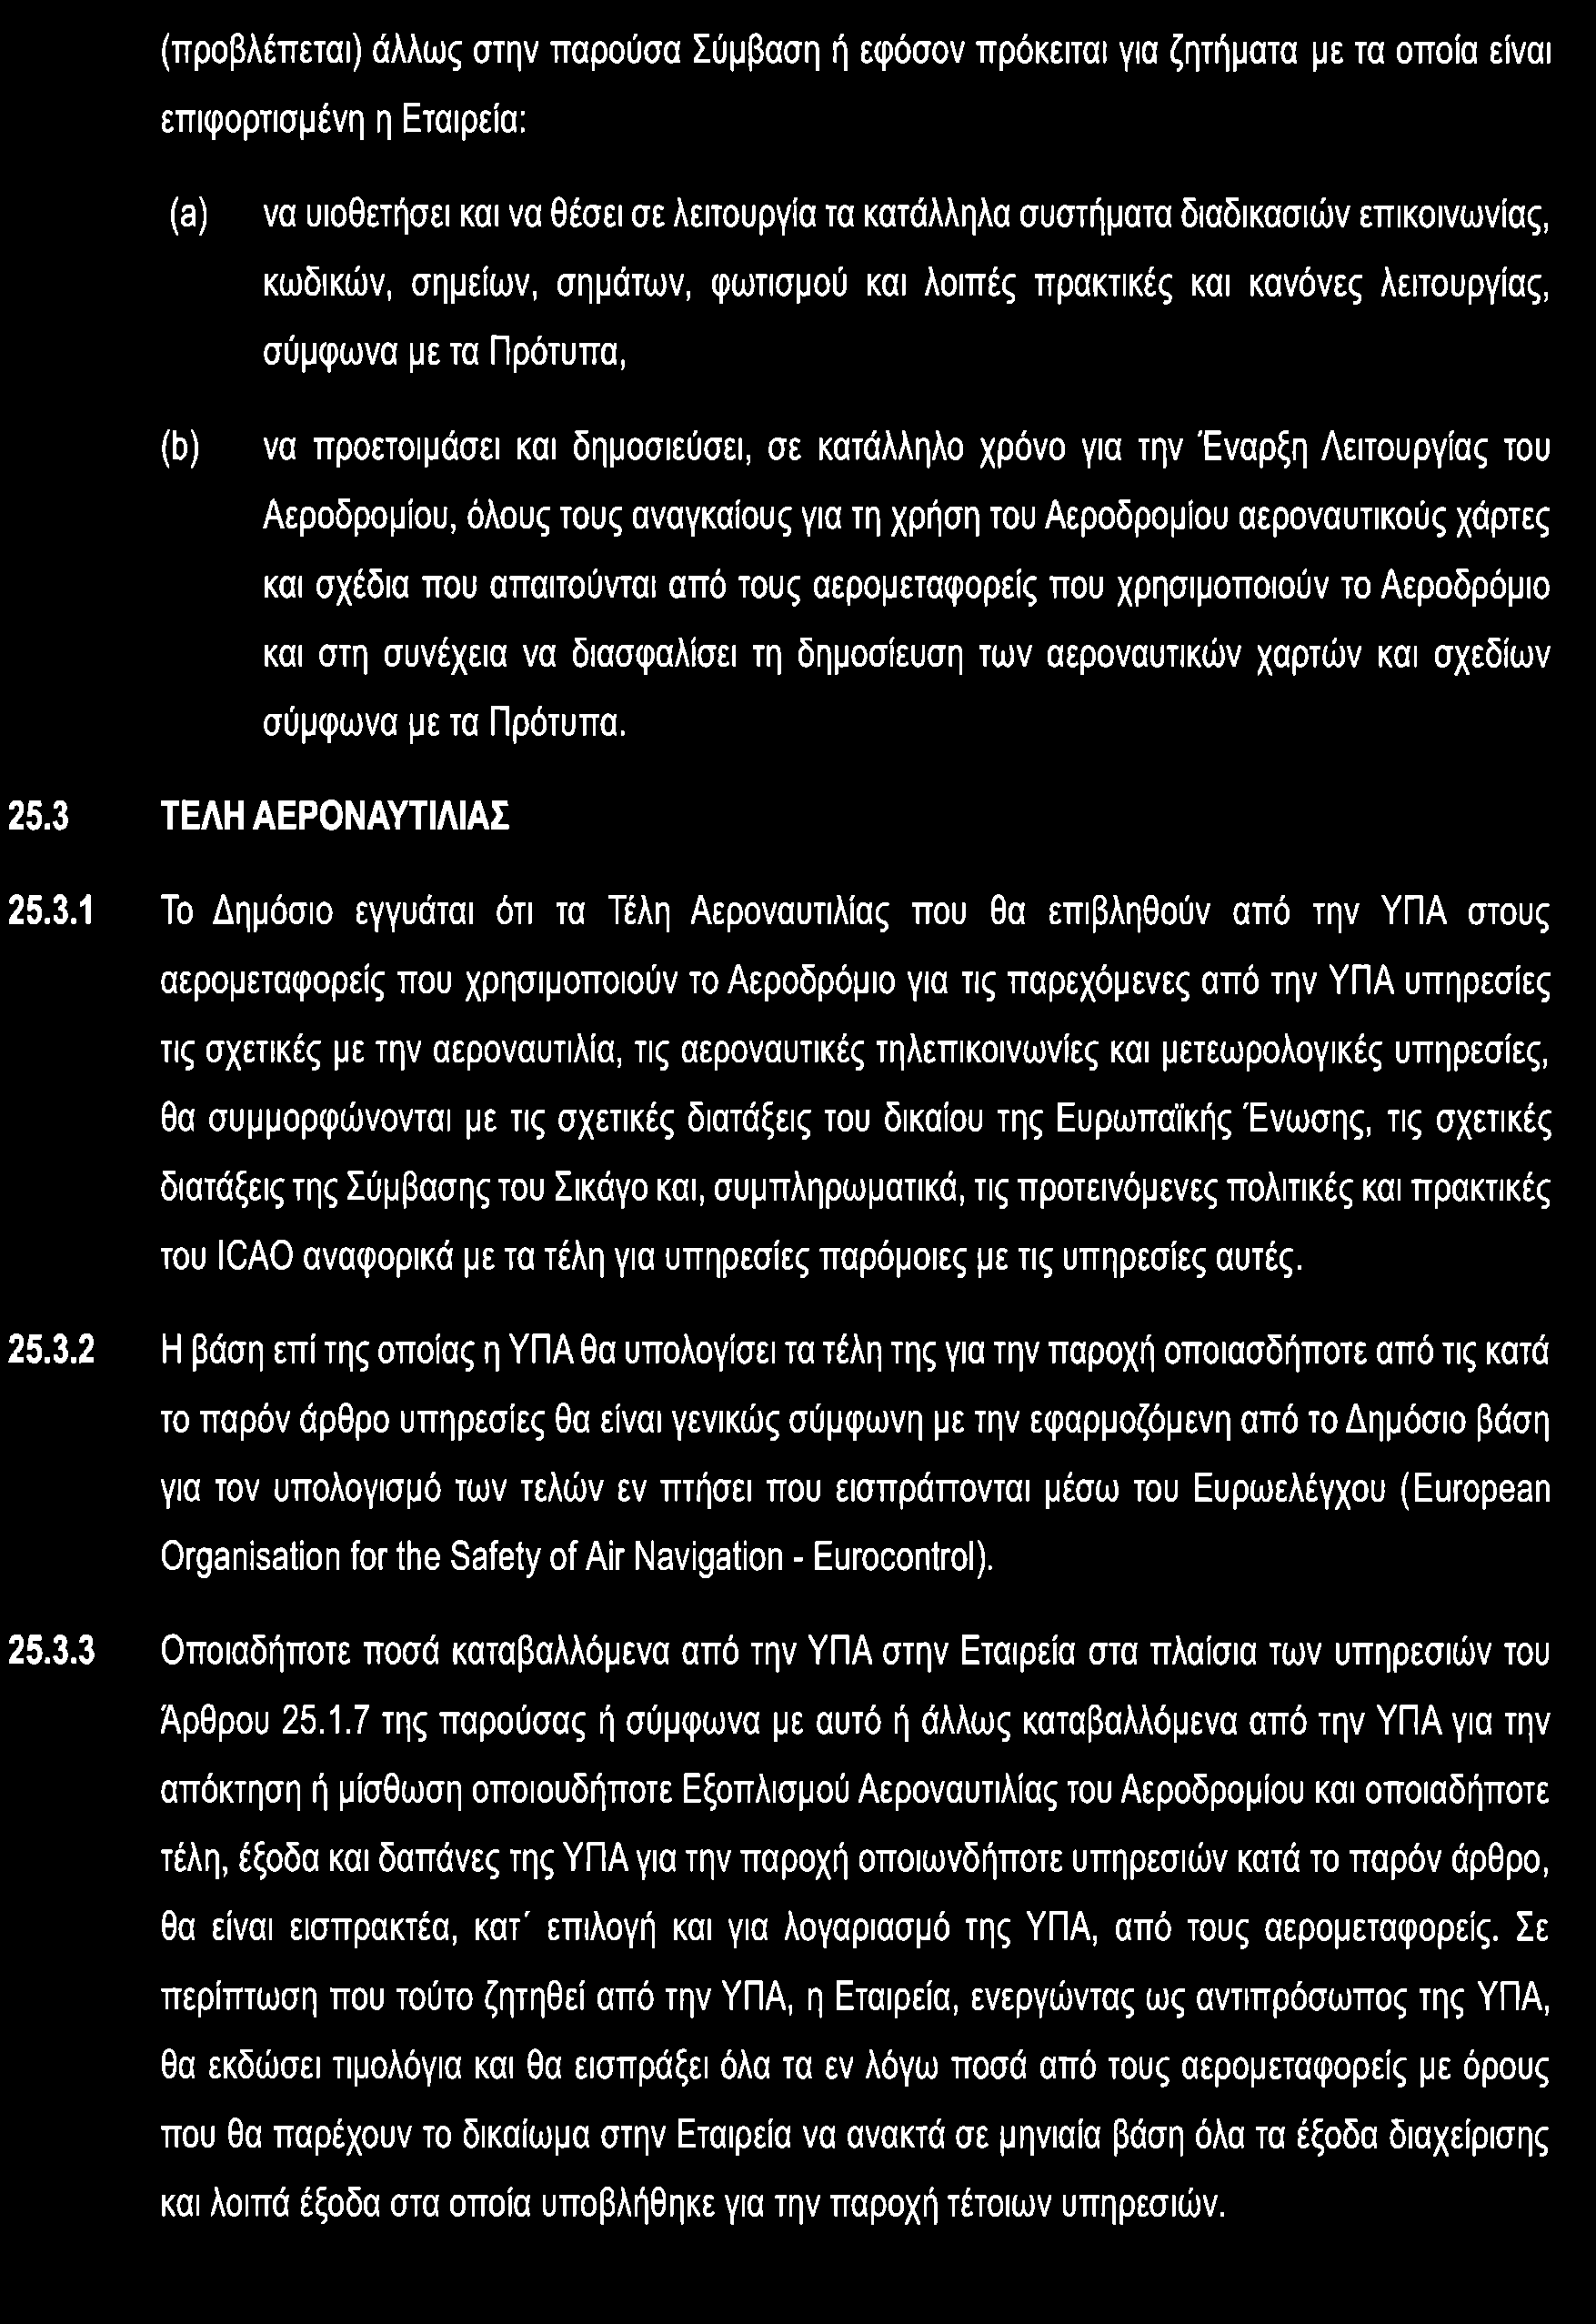 (προβλέπεται) άλλως στην παρούσα Σύμβαση ή εφόσον πρόκειται για ζητήματα με τα οποία είναι
επιφορτισμένη η Εταιρεία:
(a) να υιοθετήσει και να θέσει σε λειτουργία τα κατάλληλα συστήματα διαδικασιών επικοινωνίας,
κωδικών, σημείων, σημάτων, φωτισμού και λοιπές πρακτικές και κανόνες λειτουργίας,
σύμφωνα με τα Πρότυπα,
(b) να προετοιμάσει και δημοσιεύσει, σε κατάλληλο χρόνο για την Έναρξη Λειτουργίας του
Αεροδρομίου, όλους τους αναγκαίους για τη χρήση του Αεροδρομίου αεροναυτικούς χάρτες
και σχέδια που απαιτούνται από τους αερομεταφορείς που χρησιμοποιούν το Αεροδρόμιο
και στη συνέχεια να διασφαλίσει τη δημοσίευση των αεροναυτικών χαρτών και σχεδίων
σύμφωνα με τα Πρότυπα.
25.3 ΤΕΛΗ ΑΕΡΟΝΑΥΤΙΛΙΑΣ
25.3.1 Το Δημόσιο εγγυάται ότι τα Τέλη Αεροναυτιλίας που θα επιβληθούν από την ΥΠΑ στους
αερομεταφορείς που χρησιμοποιούν το Αεροδρόμιο για τις παρεχόμενες από την ΥΠΑ υπηρεσίες
τις σχετικές με την αεροναυτιλία, τις αεροναυτικές τηλεπικοινωνίες και μετεωρολογικές υπηρεσίες,
θα συμμορφώνονται με τις σχετικές διατάξεις του δικαίου της Ευρωπαϊκής Ένωσης, τις σχετικές
διατάξεις της Σύμβασης του Σικάγο και, συμπληρωματικά, τις προτεινόμενες πολιτικές και πρακτικές
του ICAO αναφορικά με τα τέλη για υπηρεσίες παρόμοιες με τις υπηρεσίες αυτές.
25.3.2 Η βάση επί της οποίας η ΥΠΑ θα υπολογίσει τα τέλη της για την παροχή οποιασδήποτε από τις κατά
το παρόν άρθρο υπηρεσίες θα είναι γενικώς σύμφωνη με την εφαρμοζόμενη από το Δημόσιο βάση
για τον υπολογισμό των τελών εν πτήσει που εισπράττονται μέσω του Ευρωελέγχου (European
Organisation for the Safety of Air Navigation - Eurocontrol).
25.3.3 Οποιαδήποτε ποσά καταβαλλόμενα από την ΥΠΑ στην Εταιρεία στα πλαίσια των υπηρεσιών του
Άρθρου 25.1.7 της παρούσας ή σύμφωνα με αυτό ή άλλως καταβαλλόμενα από την ΥΠΑ για την
απόκτηση ή μίσθωση οποιουδήποτε Εξοπλισμού Αεροναυτιλίας του Αεροδρομίου και οποιαδήποτε
τέλη, έξοδα και δαπάνες της ΥΠΑ για την παροχή οποιωνδήποτε υπηρεσιών κατά το παρόν άρθρο,
θα είναι εισπρακτέα, κατ΄ επιλογή και για λογαριασμό της ΥΠΑ, από τους αερομεταφορείς. Σε
περίπτωση που τούτο ζητηθεί από την ΥΠΑ, η Εταιρεία, ενεργώντας ως αντιπρόσωπος της ΥΠΑ,
θα εκδώσει τιμολόγια και θα εισπράξει όλα τα εν λόγω ποσά από τους αερομεταφορείς με όρους
που θα παρέχουν το δικαίωμα στην Εταιρεία να ανακτά σε μηνιαία βάση όλα τα έξοδα διαχείρισης
και λοιπά έξοδα στα οποία υποβλήθηκε για την παροχή τέτοιων υπηρεσιών.